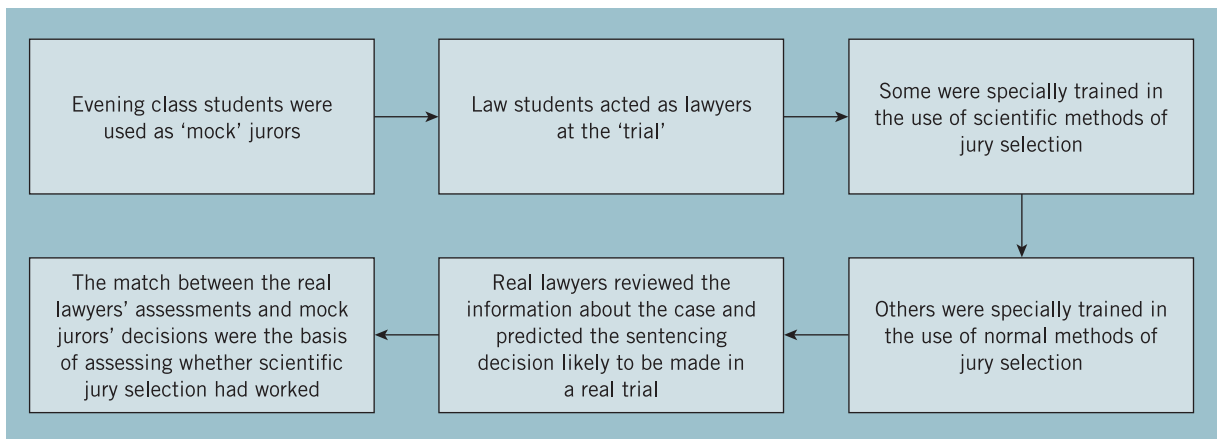 Evening class students were
used as ‘mock’ jurors
Law students acted as lawyers
at the ‘trial’
Some were specially trained in
the use of scientific methods of
jury selection
Others were specially trained in
the use of normal methods of
jury selection
Real lawyers reviewed the
information about the case and
predicted the sentencing
decision likely to be made in
a real trial
The match between the real
lawyers’ assessments and mock
jurors’ decisions were the basis
of assessing whether scientific
jury selection had worked